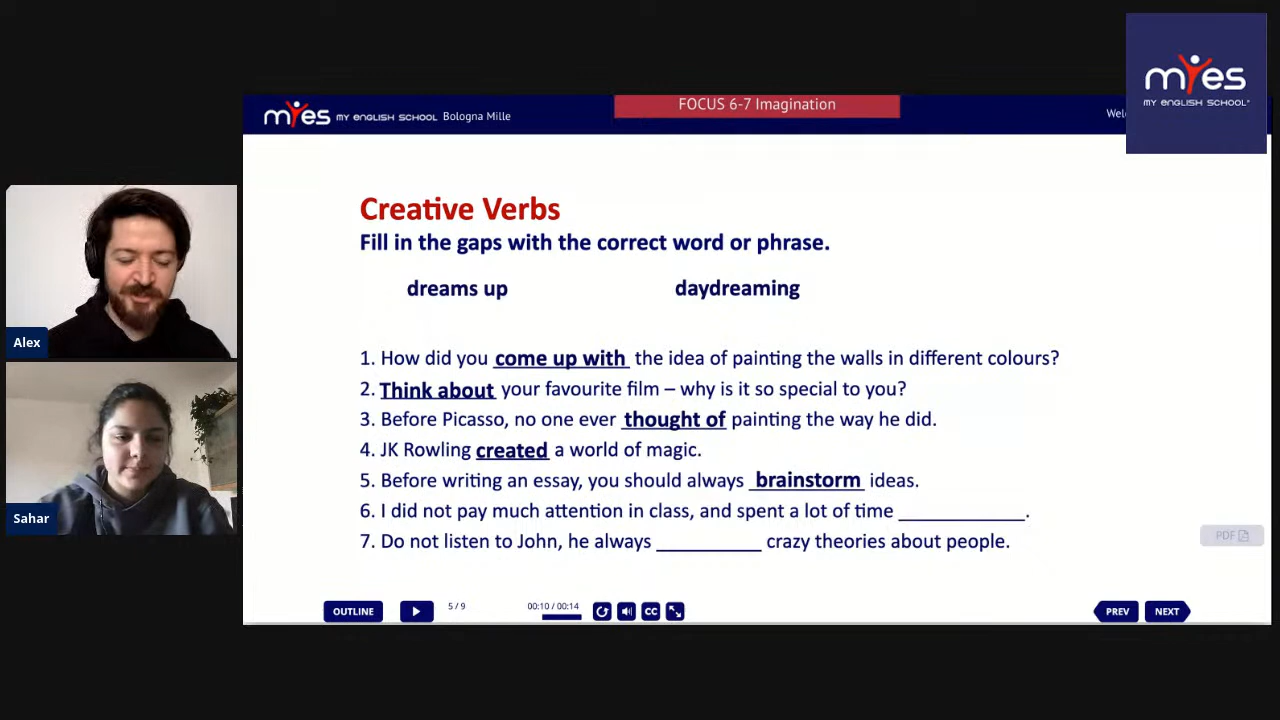 myes
MY ENGLISH SCHOOL®
FOCUS 6-7 Imagination
myes MY ENGLISH SCHOOL Bologna Mille
Creative Verbs
Fill in the gaps with the correct word or phrase.
dreams up daydreaming
1. How did you come up with the idea of painting the walls in different colours?
2. Think about your favourite film – why is it so special to you?
3. Before Picasso, no one ever thought of painting the way he did.
4. JK Rowling created a world of magic.
5. Before writing an essay, you should always brainstorm ideas.
6. I did not pay much attention in class, and spent a lot of time ____________.
7. Do not listen to John, he always __________ crazy theories about people.
Alex
Sahar
PDF
OUTLINE 5 / 9 00:10 / 00:14 CC PREV NEXT